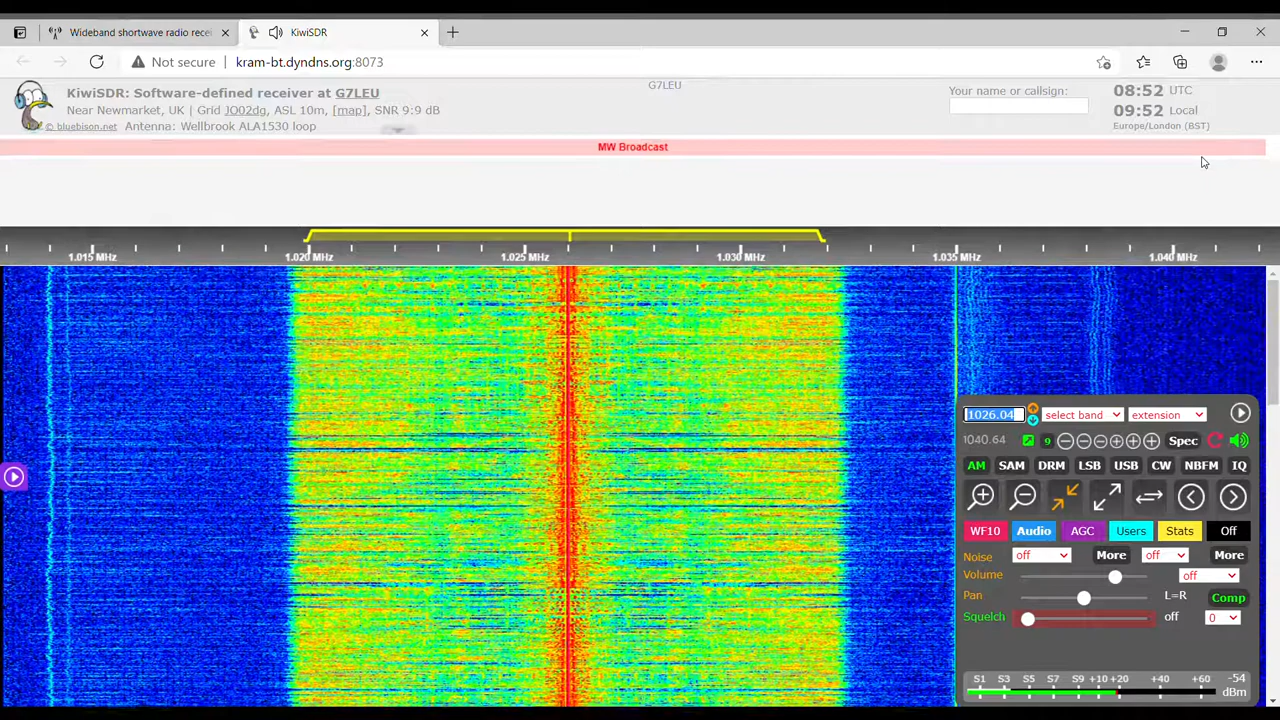 Wideband shortwave radio recei
KiwiSDR
Not secure
kram-bt.dyndns.org:8073
KiwiSDR: Software-defined receiver at G7LEU
Near Newmarket, UK | Grid JO02dg, ASL 10m, [map], SNR 9:9 dB
© bluebison.net Antenna: Wellbrook ALA1530 loop
G7LEU
Your name or callsign:
08:52 UTC
09:52 Local
Europe/London (BST)
MW Broadcast
1.015 MHz 1.020 MHz 1.025 MHz 1.030 MHz 1.035 MHz 1.040 MHz
1026.04 select band extension
1040.64 9 Spec
AM SAM DRM LSB USB CW NBFM IQ
WF10 Audio AGC Users Stats Off
Noise off More off More
Volume off
Pan L=R Comp
Squelch off 0
S1 S3 S5 S7 S9 +10 +20 +40 +60 -54
dBm